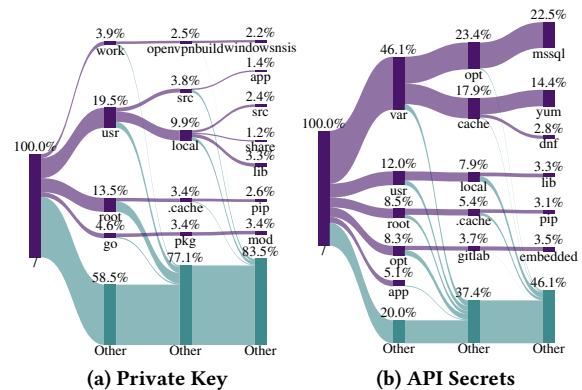 3.9%
work
2.5%
openvpnbuild
2.2%
windowsnsis
19.5%
usr
3.8%
src
1.4%
app
9.9%
local
2.4%
src
1.2%
share
3.3%
lib
100.0%
/
13.5%
root
3.4%
.cache
2.6%
pip
4.6%
go
3.4%
pkg
3.4%
mod
58.5%
Other
77.1%
Other
83.5%
Other
(a) Private Key
46.1%
var
23.4%
opt
22.5%
mssql
17.9%
cache
14.4%
yum
2.8%
dnf
100.0%
/
12.0%
usr
7.9%
local
3.3%
lib
8.5%
root
5.4%
.cache
3.1%
pip
8.3%
opt
3.7%
gitlab
3.5%
embedded
5.1%
app
20.0%
Other
37.4%
Other
46.1%
Other
(b) API Secrets